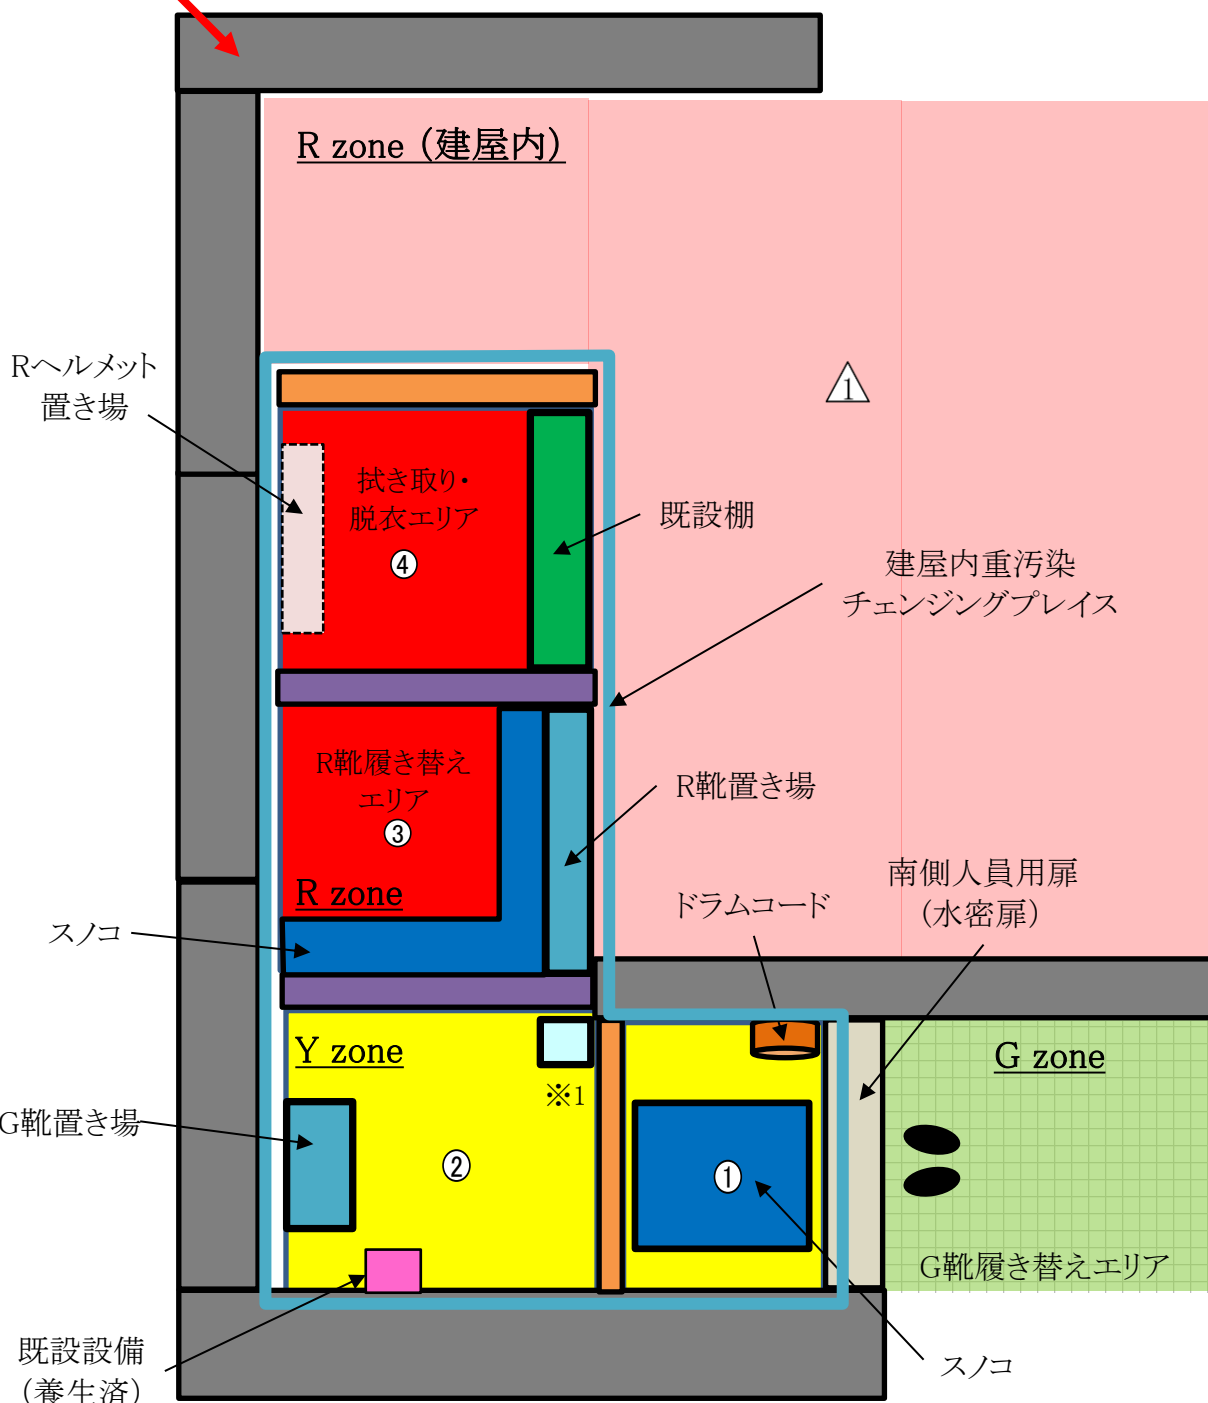 R zone（建屋内）
Rヘルメット
置き場
1
拭き取り・
脱衣エリア
④
既設棚
建屋内重汚染
チェンジングプレイス
R靴履き替え
エリア
③
R zone
R靴置き場
南側人員用扉
（水密扉）
ドラムコード
スノコ
Y zone
※1
G zone
G靴置き場
②
①
G靴履き替えエリア
既設設備
（養生済）
スノコ